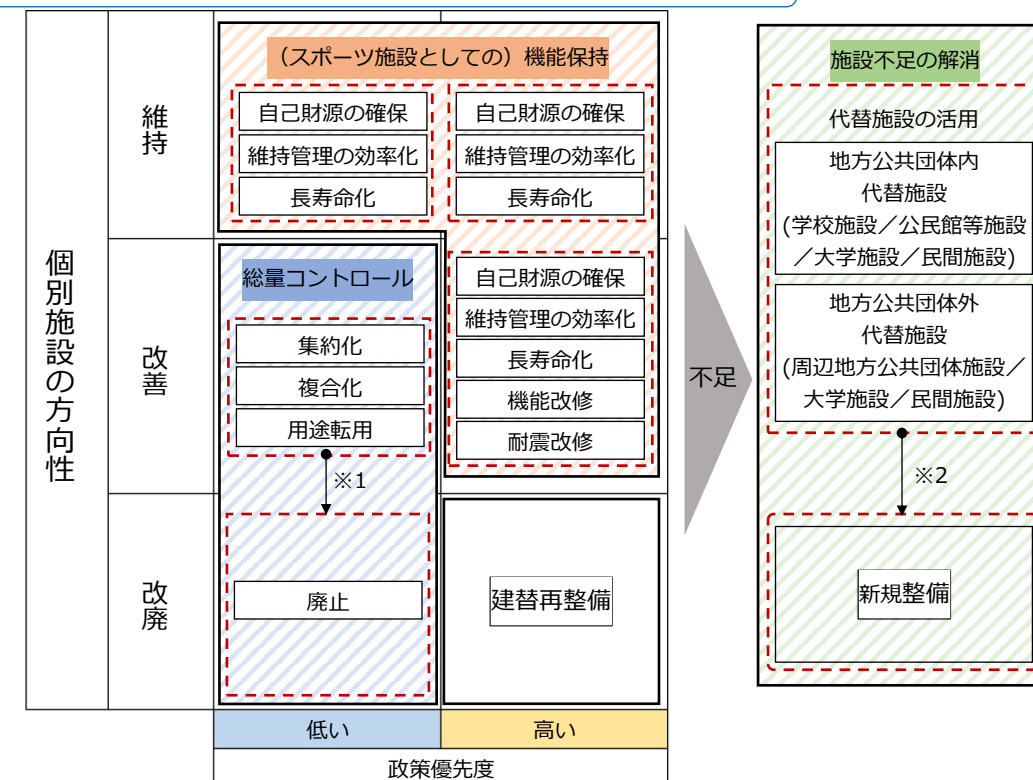 (スポーツ施設としての)機能保持
個別施設の方向性
維持
自己財源の確保
維持管理の効率化
長寿命化
自己財源の確保
維持管理の効率化
長寿命化
改善
総量コントロール
集約化
複合化
用途転用
※1
自己財源の確保
維持管理の効率化
長寿命化
機能改修
耐震改修
改廃
廃止
建替再整備
低い
高い
政策優先度
不足
施設不足の解消
代替施設の活用
地方公共団体内
代替施設
(学校施設/公民館等施設
/大学施設/民間施設)
地方公共団体外
代替施設
(周辺地方公共団体施設/
大学施設/民間施設)
※2
新規整備